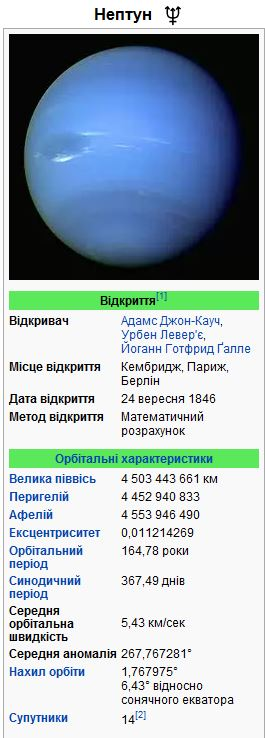 Нептун ♆
Відкриття[1]
Відкривач Адамс Джон-Кауч,
Урбен Левер'є,
Йоганн Готфрид Ґалле
Місце відкриття Кембридж, Париж,
Берлін
Дата відкриття 24 вересня 1846
Метод відкриття Математичний
розрахунок
Орбітальні характеристики
Велика піввісь 4 503 443 661 км
Перигелій 4 452 940 833
Афелій 4 553 946 490
Ексцентриситет 0,011214269
Орбітальний період 164,78 роки
Синодичний період 367,49 днів
Середня орбітальна швидкість 5,43 км/сек
Середня аномалія 267,767281°
Нахил орбіти 1,767975°
6,43° відносно
сонячного екватора
Супутники 14[2]